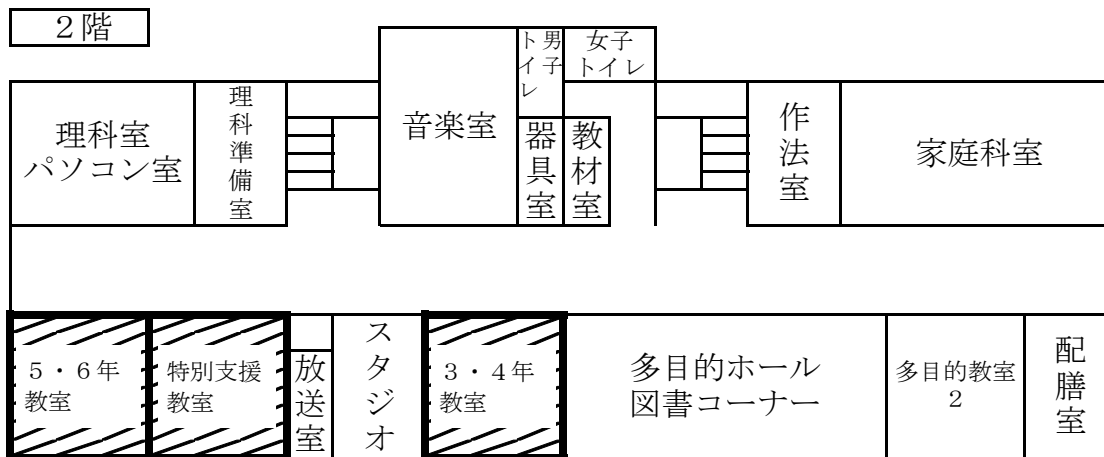 ２階
理科室
パソコン室
理科準備室
音楽室
男子
トイレ
女子
トイレ
器具室
教材室
作法室
家庭科室
５・６年
教室
特別支援
教室
放送室
スタジオ
３・４年
教室
多目的ホール
図書コーナー
多目的教室
２
配膳室